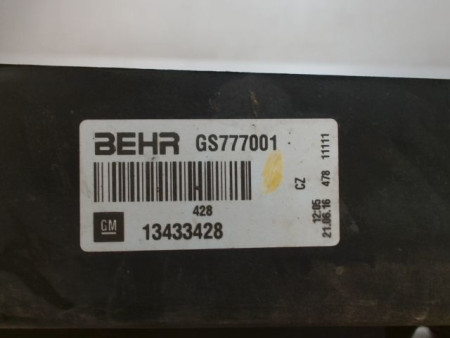 BEHR GS777001
428
GM 13433428
CZ
12:05 478 11111
21.06.16